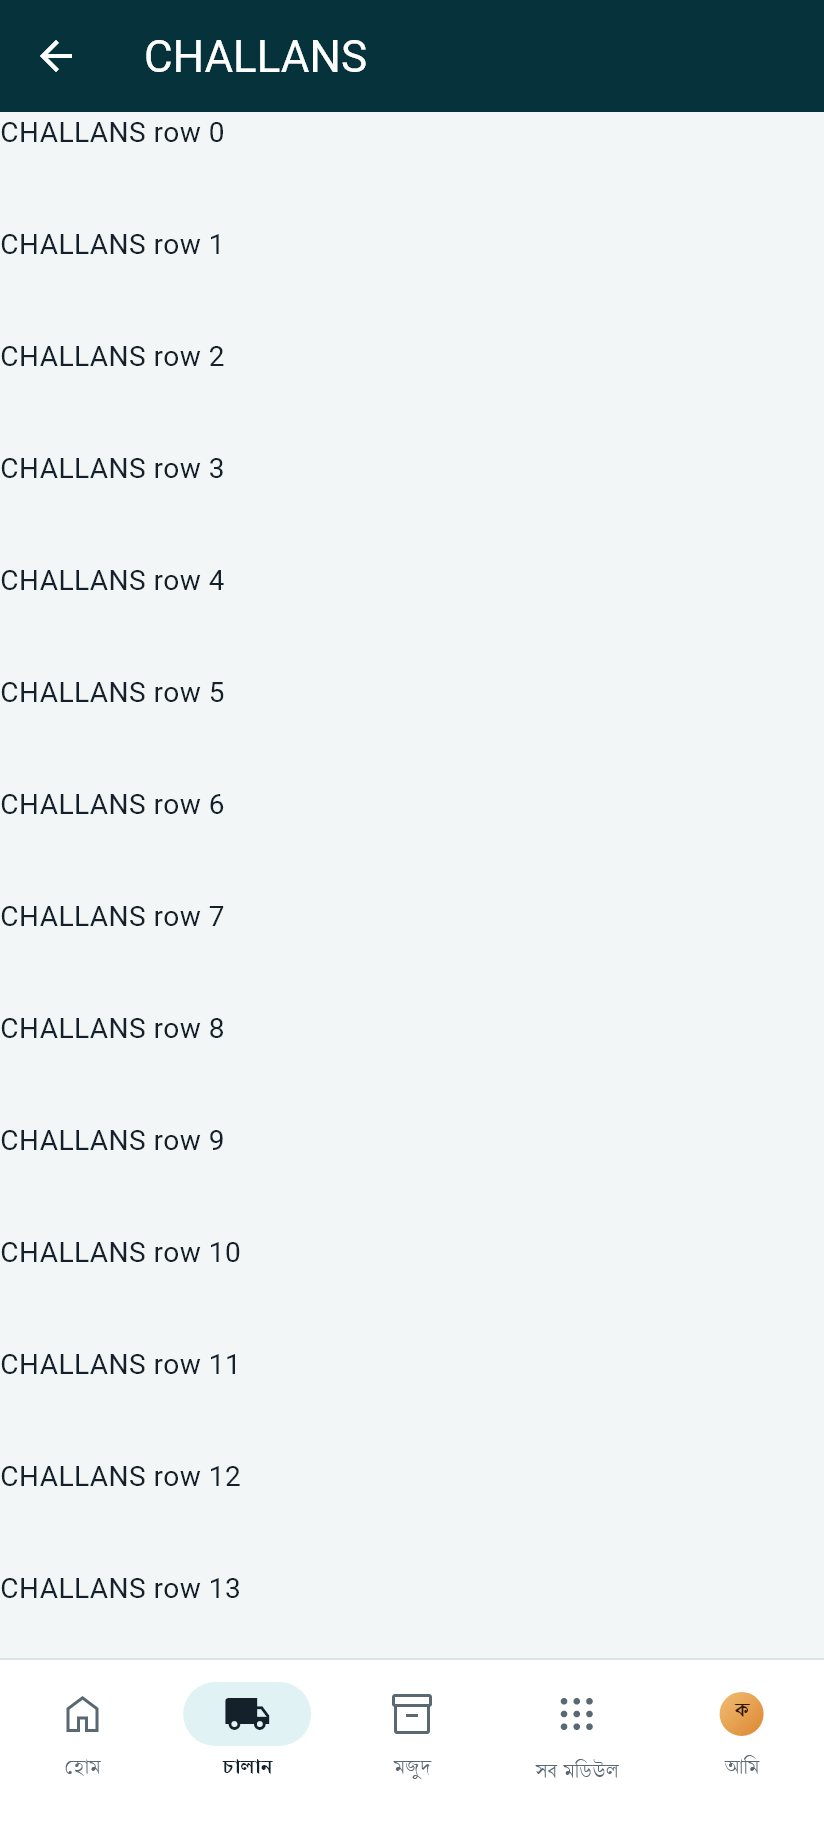 CHALLANS
CHALLANS row 0
CHALLANS row 1
CHALLANS row 2
CHALLANS row 3
CHALLANS row 4
CHALLANS row 5
CHALLANS row 6
CHALLANS row 7
CHALLANS row 8
CHALLANS row 9
CHALLANS row 10
CHALLANS row 11
CHALLANS row 12
CHALLANS row 13
ক
হোম চালান মজুদ সব মডিউল আমি